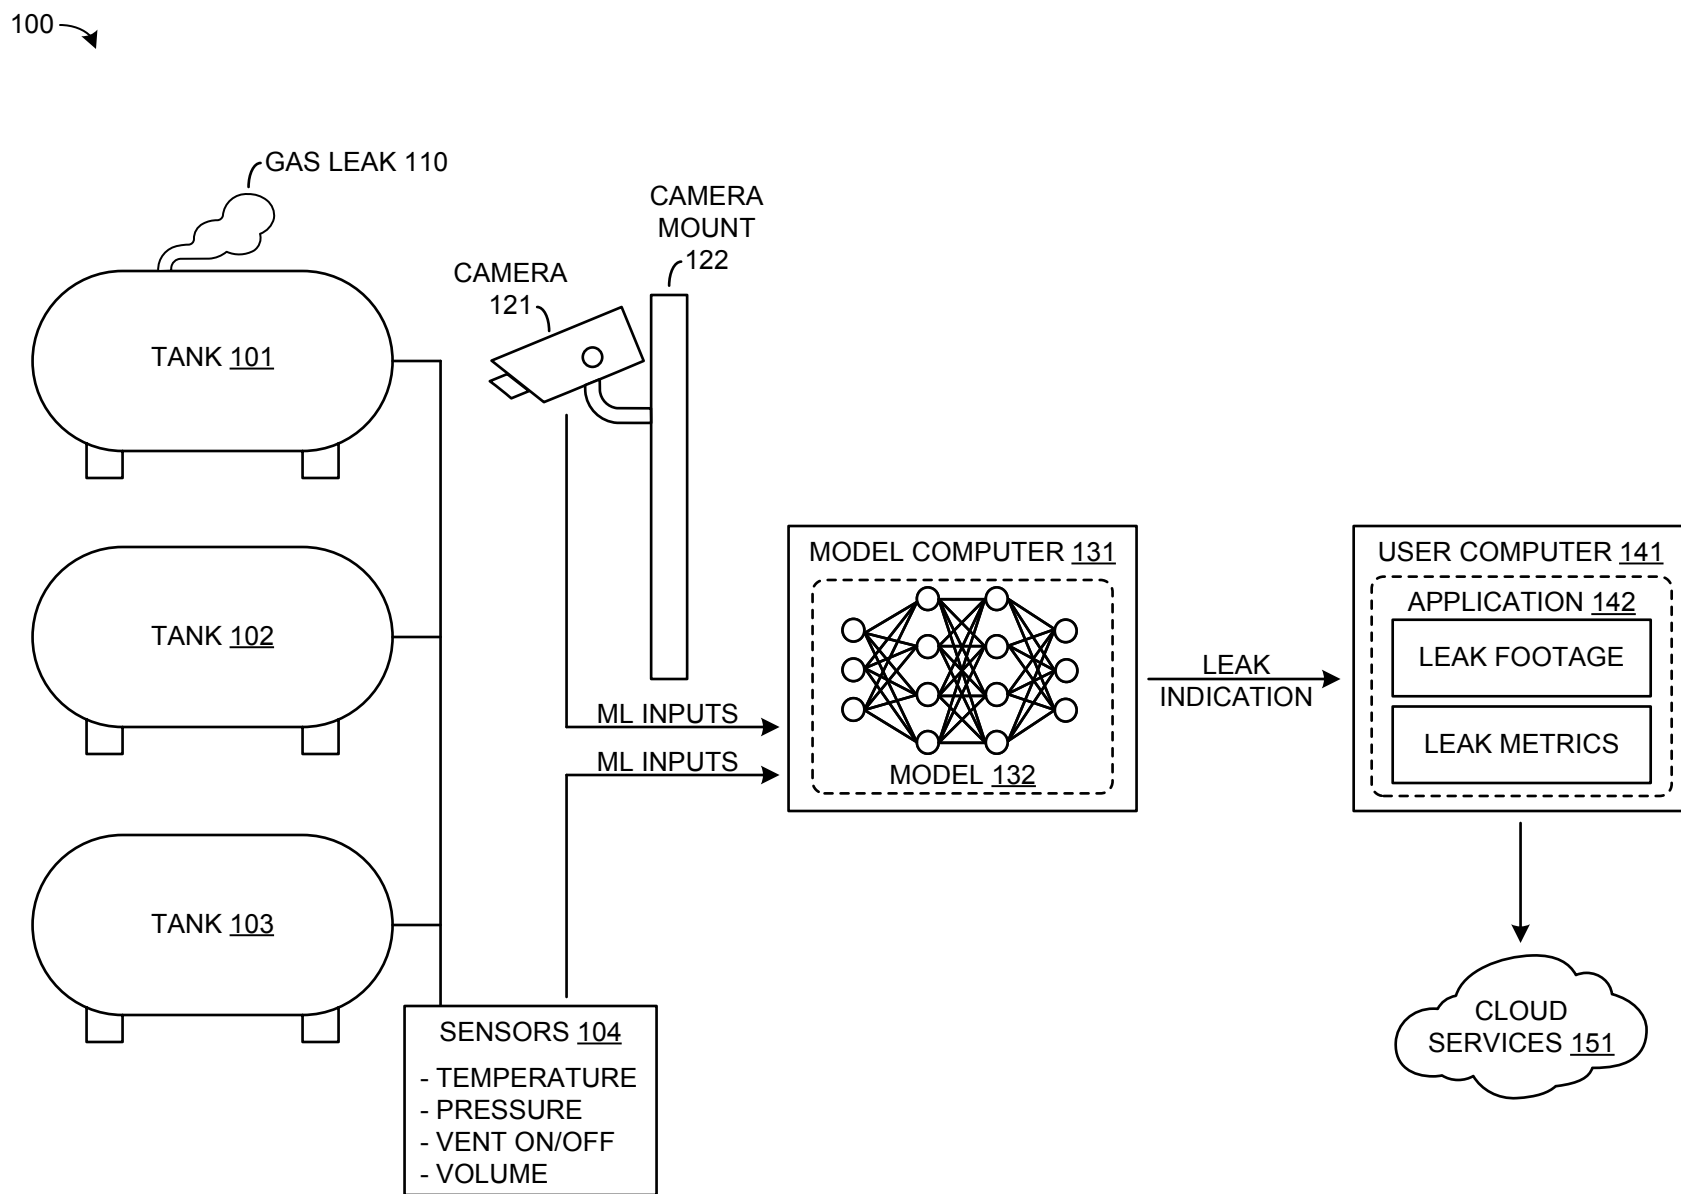 100
GAS LEAK 110
CAMERA
MOUNT
122
CAMERA
121
TANK 101
TANK 102
TANK 103
SENSORS 104
- TEMPERATURE
- PRESSURE
- VENT ON/OFF
- VOLUME
ML INPUTS
ML INPUTS
MODEL COMPUTER 131
MODEL 132
LEAK
INDICATION
USER COMPUTER 141
APPLICATION 142
LEAK FOOTAGE
LEAK METRICS
CLOUD
SERVICES 151